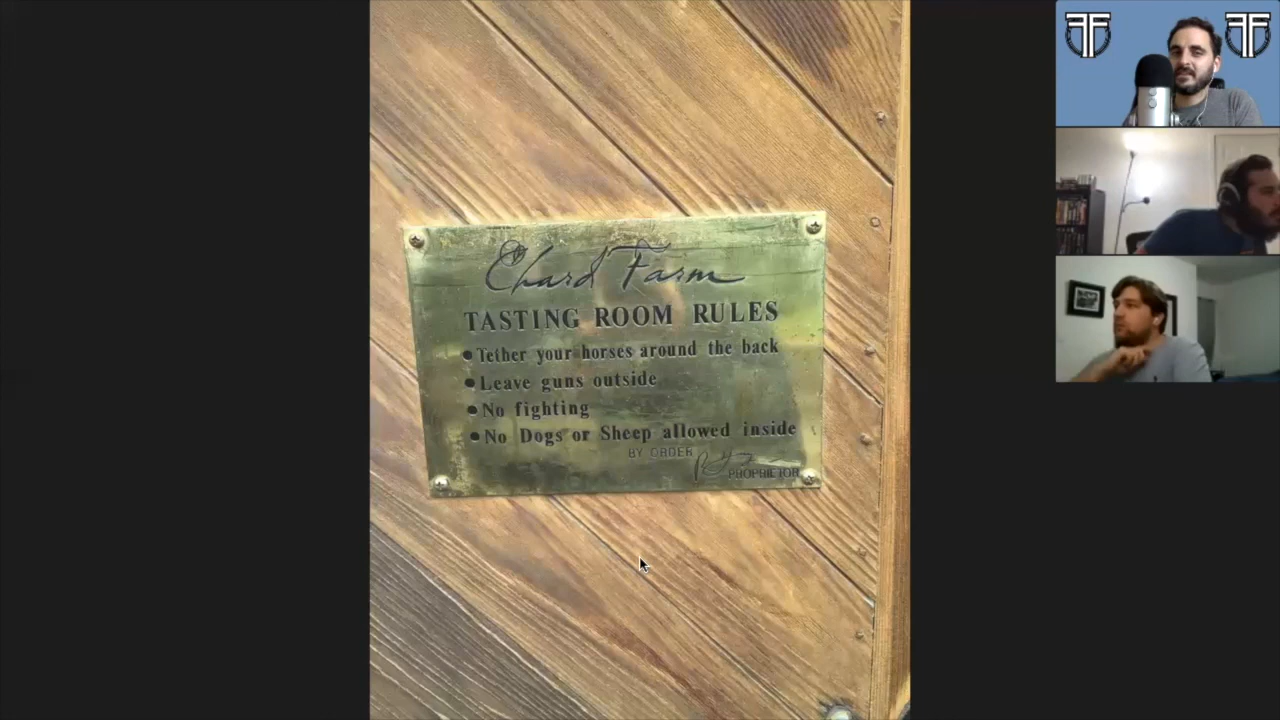 Chard Farm
TASTING ROOM RULES
• Tether your horses around the back
• Leave guns outside
• No fighting
• No Dogs or Sheep allowed inside
BY ORDER
PROPRIETOR